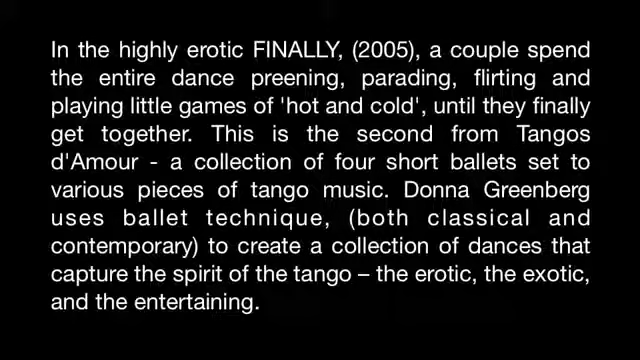 In the highly erotic FINALLY, (2005), a couple spend
the entire dance preening, parading, flirting and
playing little games of 'hot and cold', until they finally
get together. This is the second from Tangos
d'Amour - a collection of four short ballets set to
various pieces of tango music. Donna Greenberg
uses ballet technique, (both classical and
contemporary) to create a collection of dances that
capture the spirit of the tango – the erotic, the exotic,
and the entertaining.